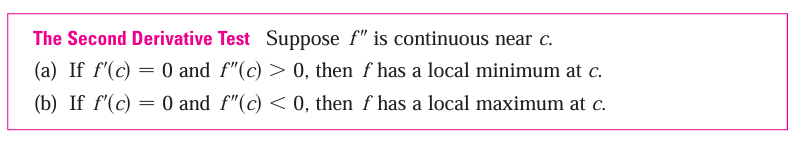 The Second Derivative Test Suppose f″ is continuous near c.
(a) If f′(c) = 0 and f″(c) > 0, then f has a local minimum at c.
(b) If f′(c) = 0 and f″(c) < 0, then f has a local maximum at c.